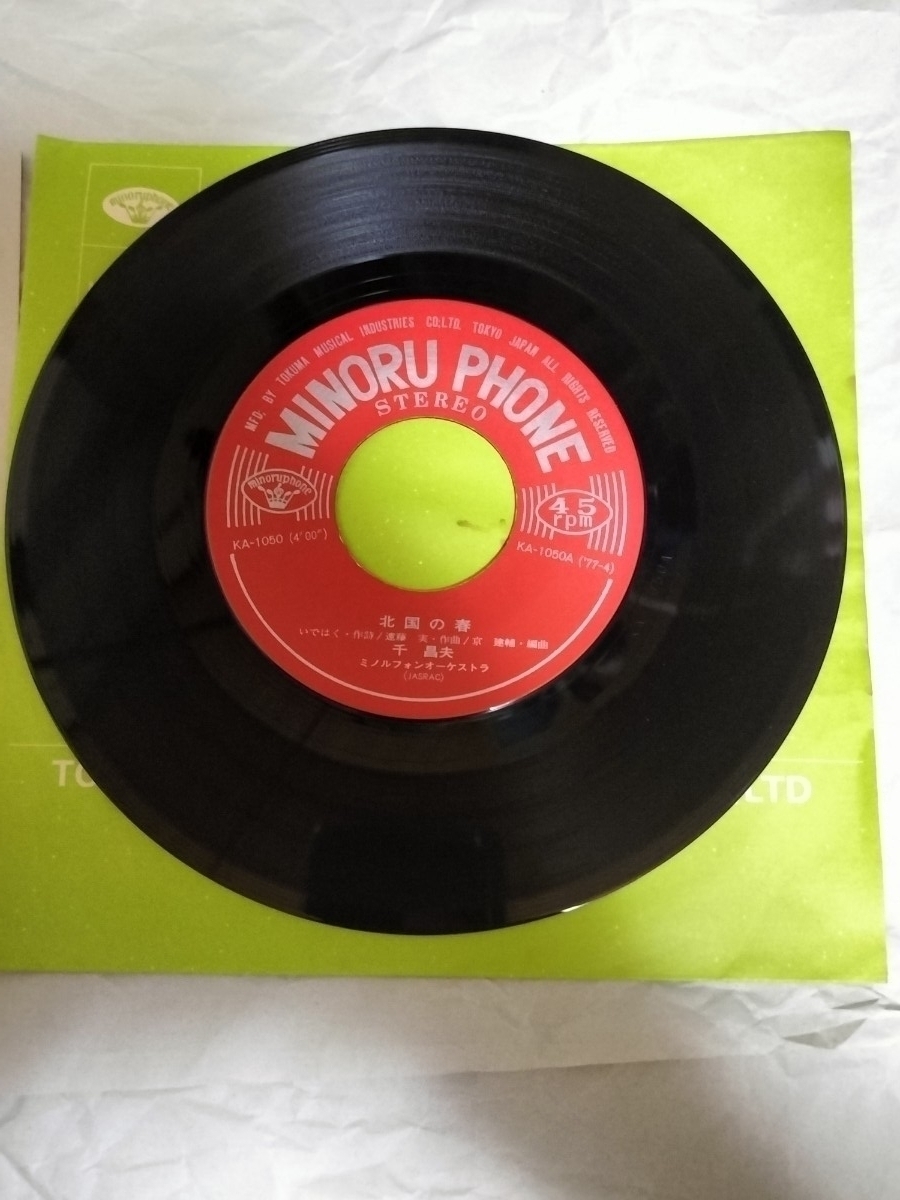 MFG. BY TOKUMA MUSICAL INDUSTRIES CO.,LTD. TOKYO JAPAN ALL RIGHTS RESERVED
MINORU PHONE
STEREO
minoruphone
45
rpm
KA-1050 (4'00")
KA-1050A ('77-4)
北国の春
いではく・作詩/遠藤 実・作曲/京 建輔・編曲
千 昌夫
ミノルフォンオーケストラ
(JASRAC)
minoruphone
LTD